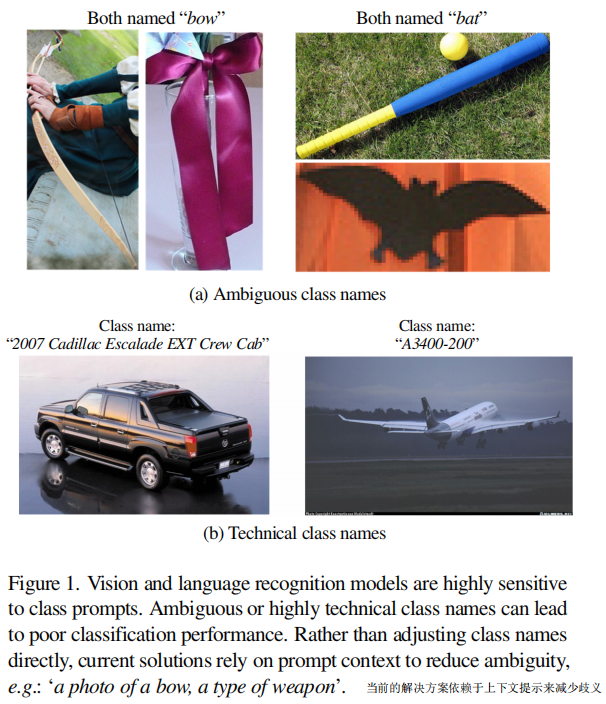 Both named “bow”
Both named “bat”
(a) Ambiguous class names
Class name:
“2007 Cadillac Escalade EXT Crew Cab”
Class name:
“A3400-200”
(b) Technical class names
Figure 1. Vision and language recognition models are highly sensitive
to class prompts. Ambiguous or highly technical class names can lead
to poor classification performance. Rather than adjusting class names
directly, current solutions rely on prompt context to reduce ambiguity,
e.g.: ‘a photo of a bow, a type of weapon’. 当前的解决方案依赖于上下文提示来减少歧义